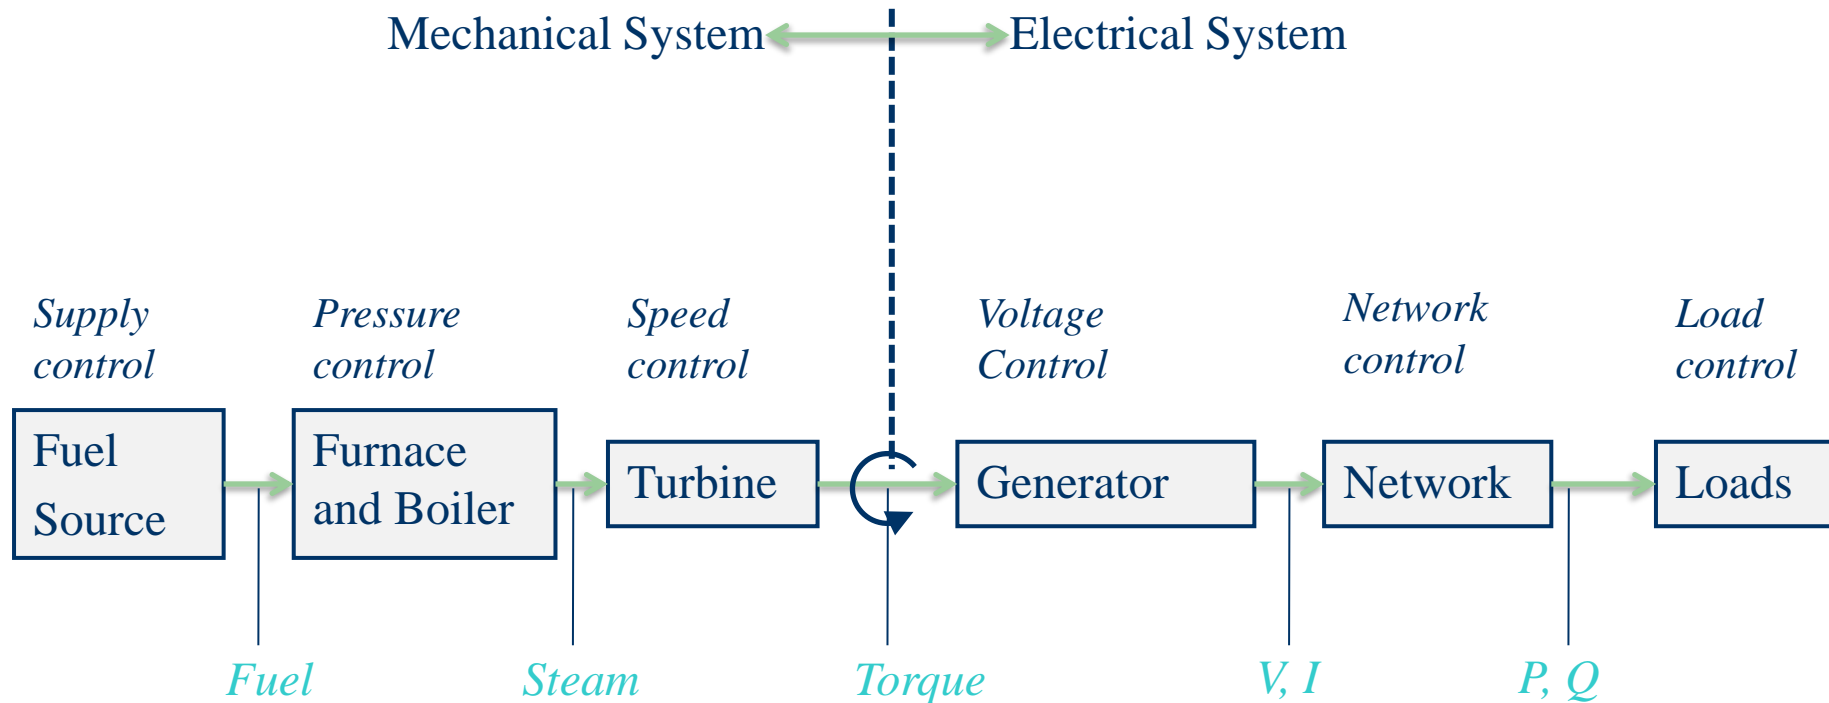 Mechanical System
Electrical System
Supply
control
Pressure
control
Speed
control
Voltage
Control
Network
control
Load
control
Fuel
Source
Furnace
and Boiler
Turbine
Generator
Network
Loads
Fuel
Steam
Torque
V, I
P, Q